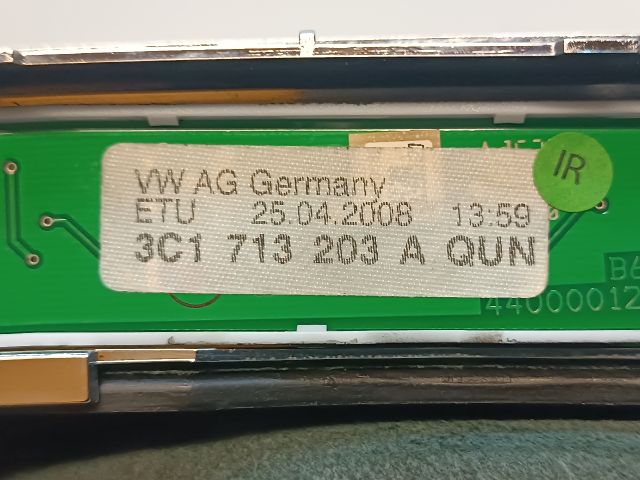 VW AG Germany
ETU 25.04.2008 13:59
3C1 713 203 A QUN
IR
B6
44000012